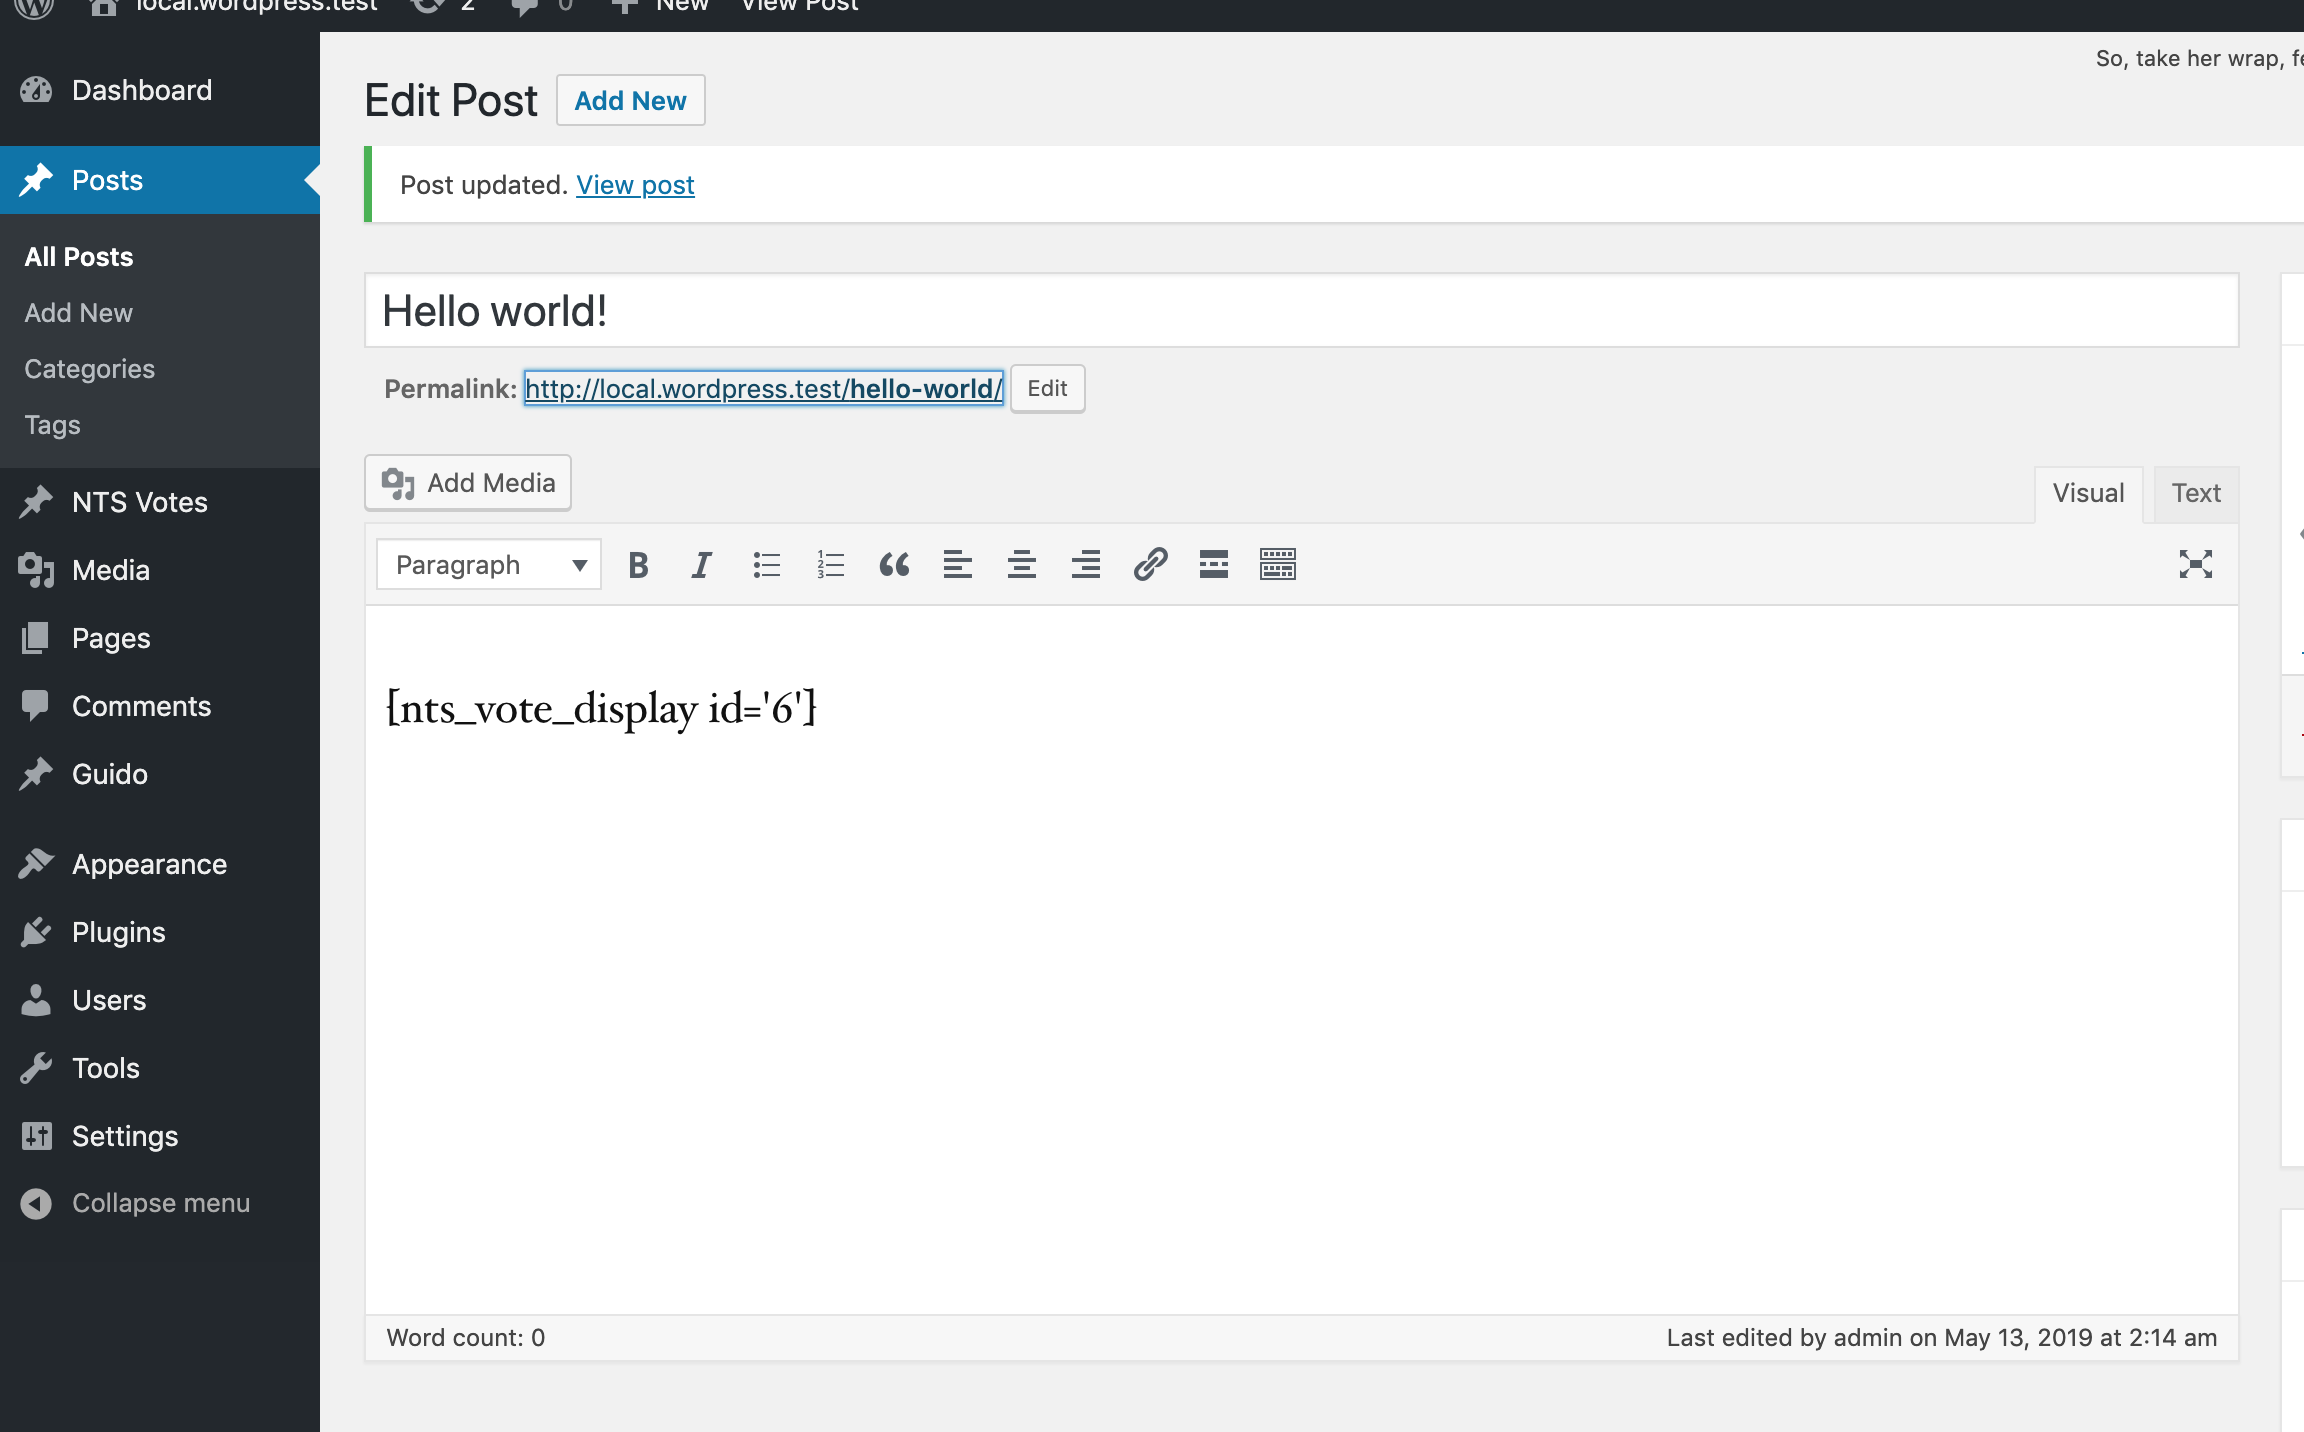 local.wordpress.test 2 0 New View Post
So, take her wrap,
Dashboard
Posts
All Posts
Add New
Categories
Tags
NTS Votes
Media
Pages
Comments
Guido
Appearance
Plugins
Users
Tools
Settings
Collapse menu
Edit Post Add New
Post updated. View post
Hello world!
Permalink: http://local.wordpress.test/hello-world/ Edit
Add Media
Visual Text
Paragraph
[nts_vote_display id='6']
Word count: 0
Last edited by admin on May 13, 2019 at 2:14 am